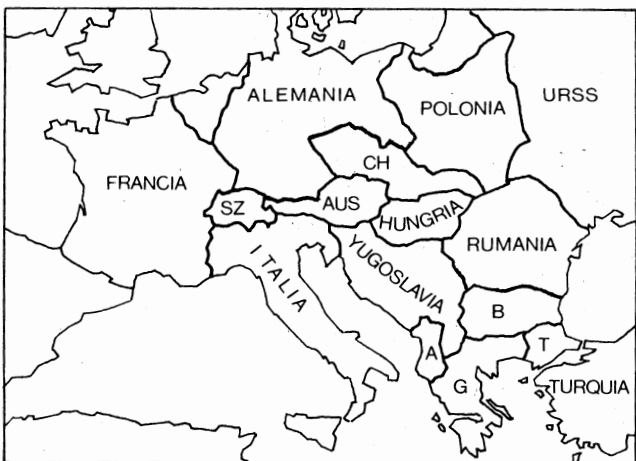 ALEMANIA
POLONIA
URSS
CH
FRANCIA
SZ
AUS
HUNGRIA
RUMANIA
ITALIA
YUGOSLAVIA
B
A
T
G
TURQUIA